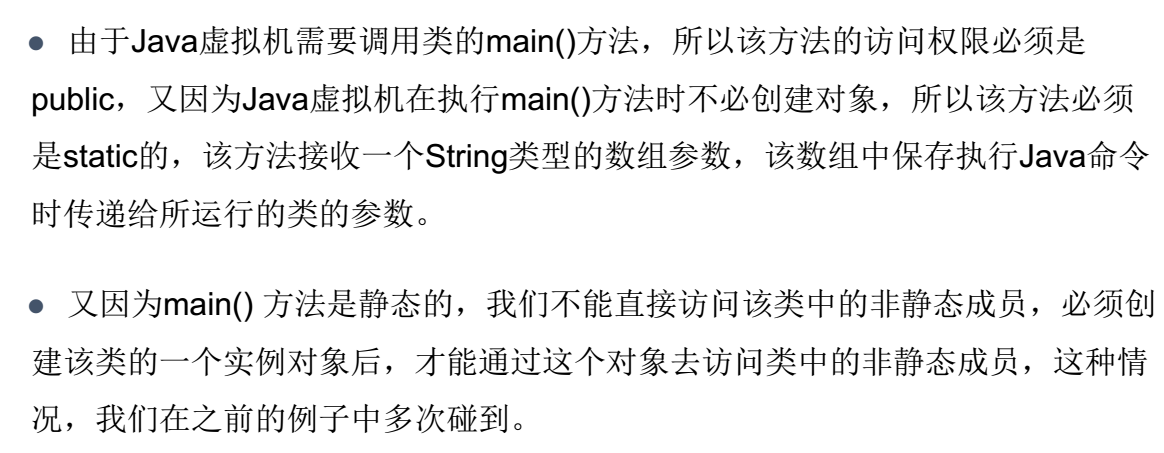 ● 由于Java虚拟机需要调用类的main()方法，所以该方法的访问权限必须是
public，又因为Java虚拟机在执行main()方法时不必创建对象，所以该方法必须
是static的，该方法接收一个String类型的数组参数，该数组中保存执行Java命令
时传递给所运行的类的参数。
● 又因为main() 方法是静态的，我们不能直接访问该类中的非静态成员，必须创
建该类的一个实例对象后，才能通过这个对象去访问类中的非静态成员，这种情
况，我们在之前的例子中多次碰到。